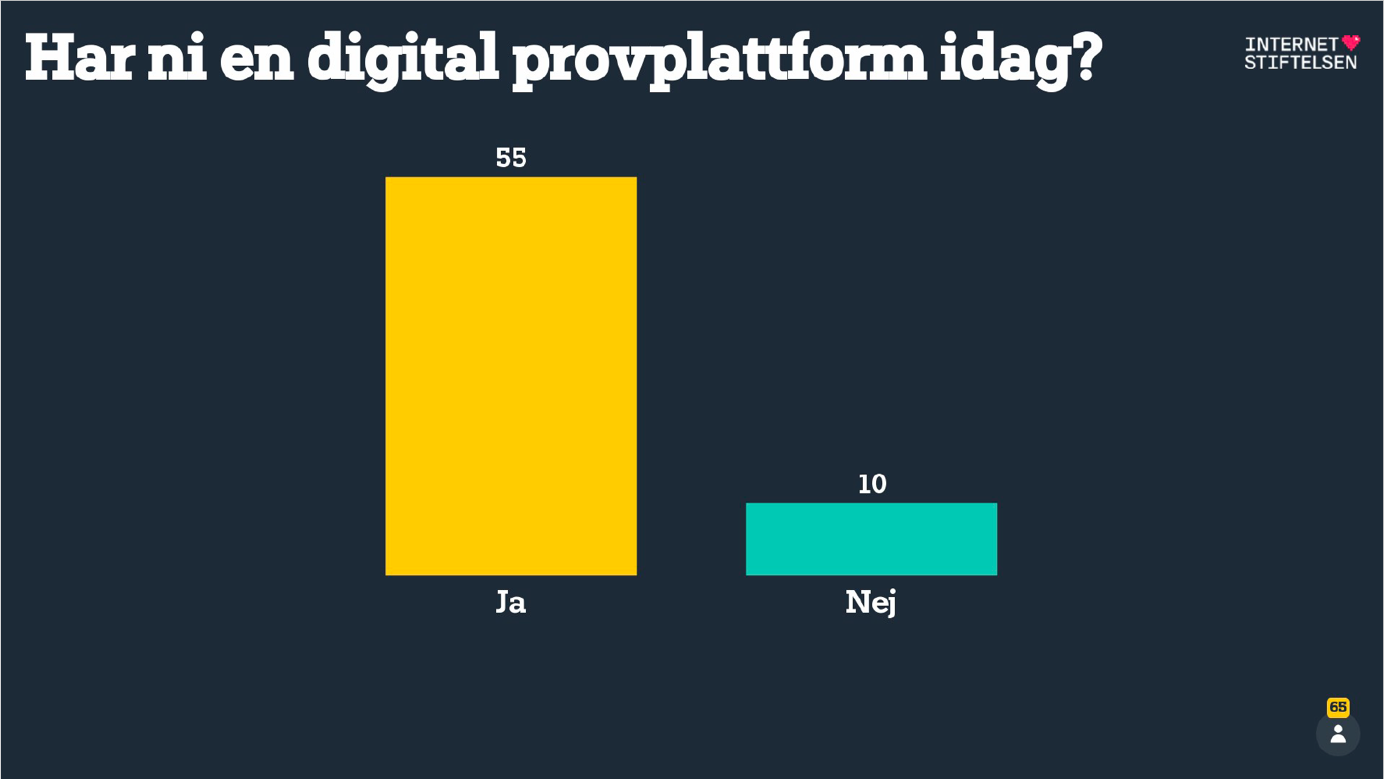 Har ni en digital provplattform idag?
INTERNET
STIFTELSEN
55
10
Ja
Nej
65